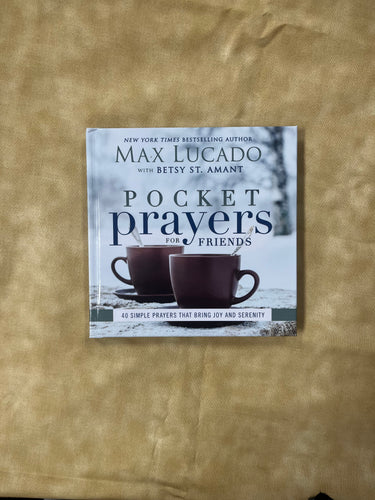 NEW YORK TIMES BESTSELLING AUTHOR
MAX LUCADO
WITH BETSY ST. AMANT
POCKET
prayers
FOR FRIENDS
40 SIMPLE PRAYERS THAT BRING JOY AND SERENITY